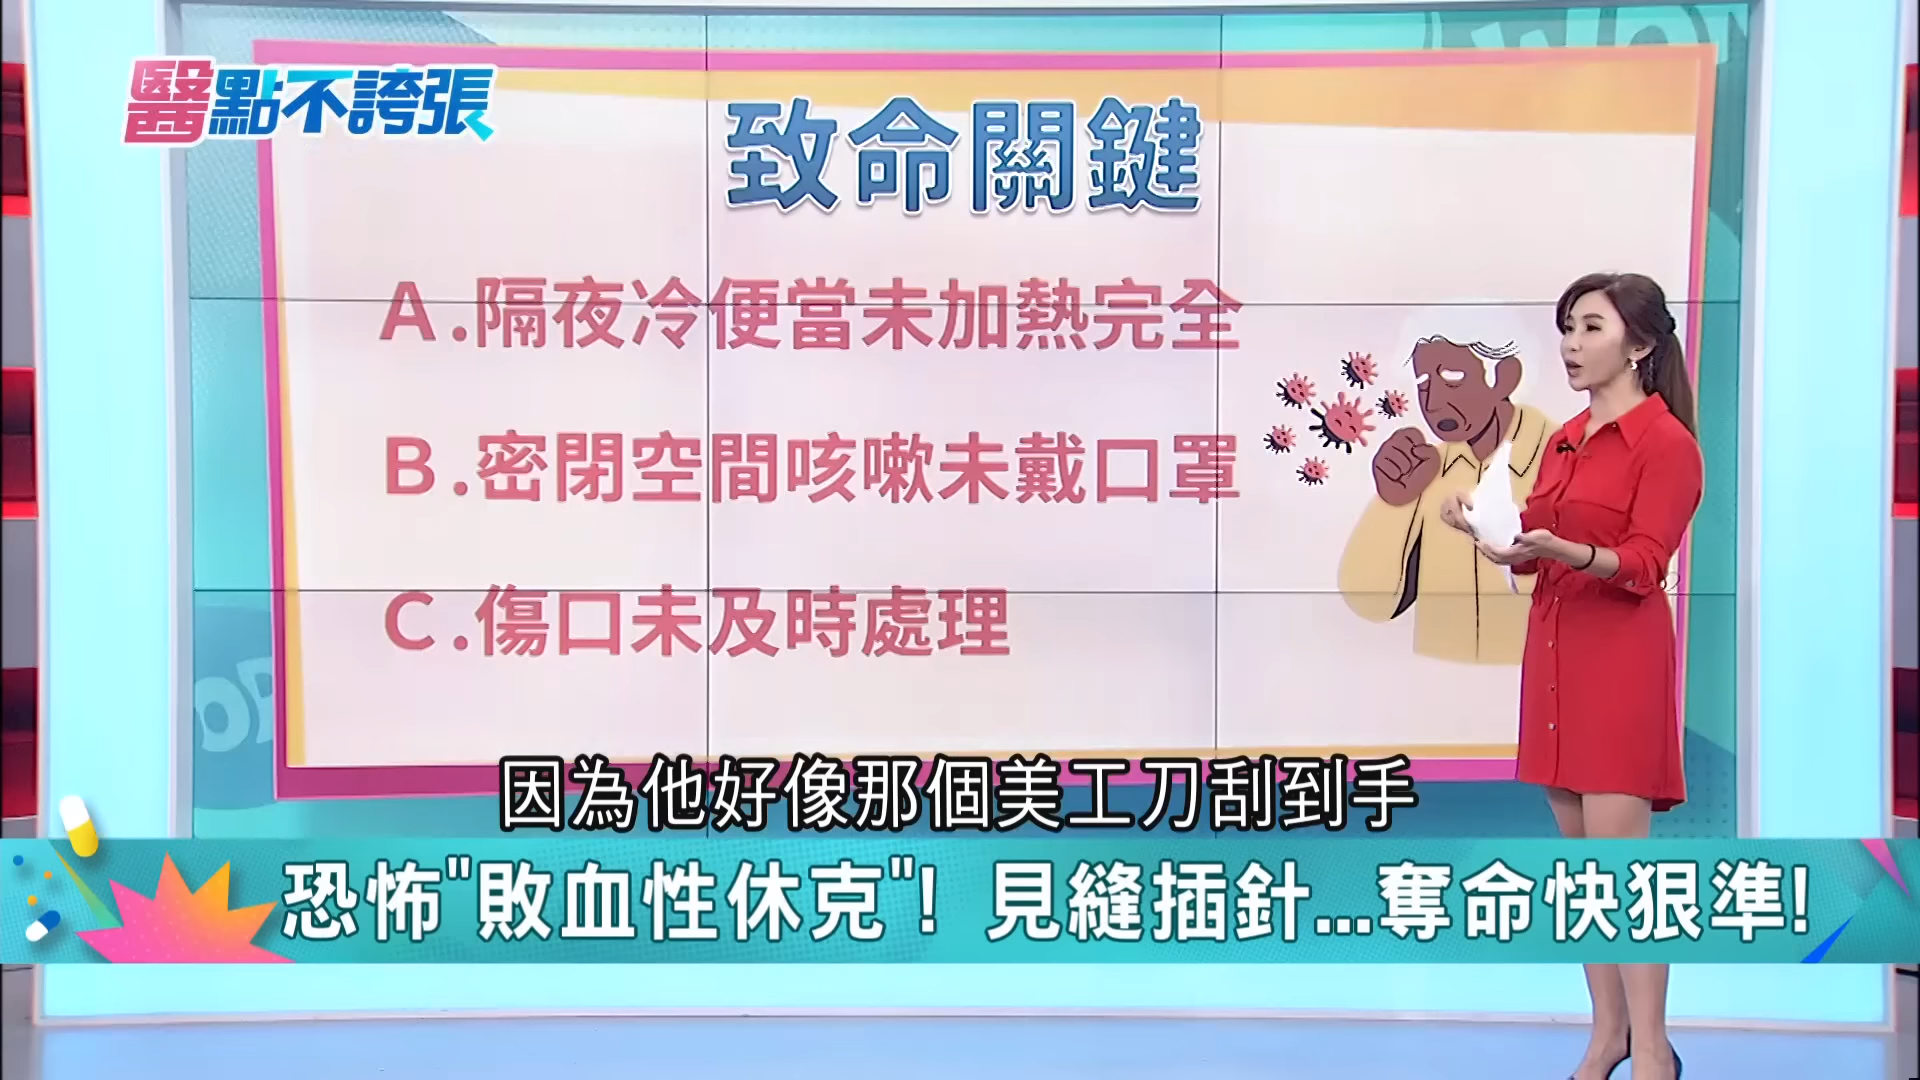 醫點不誇張
致命關鍵
A.隔夜冷便當未加熱完全
B.密閉空間咳嗽未戴口罩
C.傷口未及時處理
因為他好像那個美工刀刮到手
恐怖"敗血性休克"! 見縫插針...奪命快狠準!